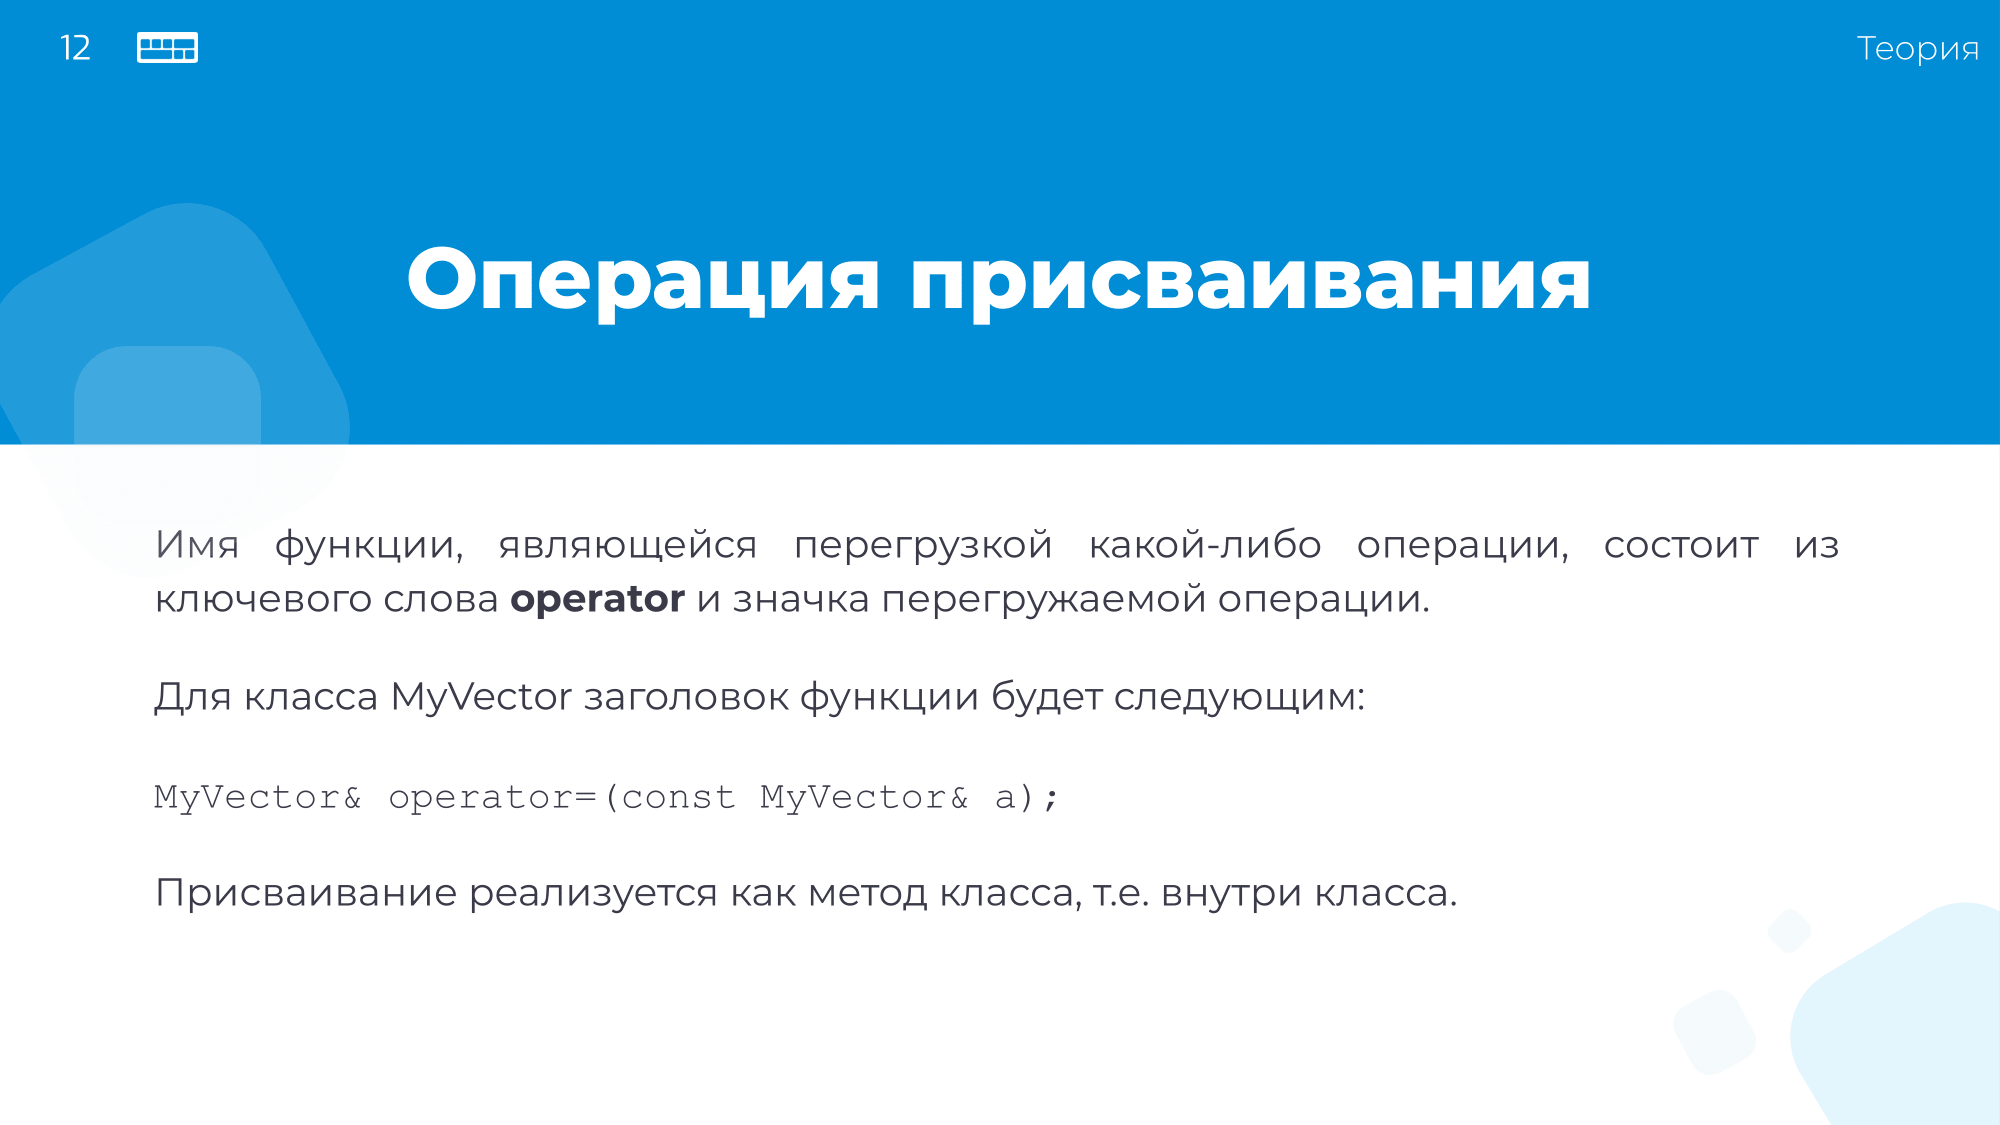 12
Теория
Операция присваивания
Имя функции, являющейся перегрузкой какой-либо операции, состоит из
ключевого слова operator и значка перегружаемой операции.
Для класса MyVector заголовок функции будет следующим:
MyVector& operator=(const MyVector& a);
Присваивание реализуется как метод класса, т.е. внутри класса.